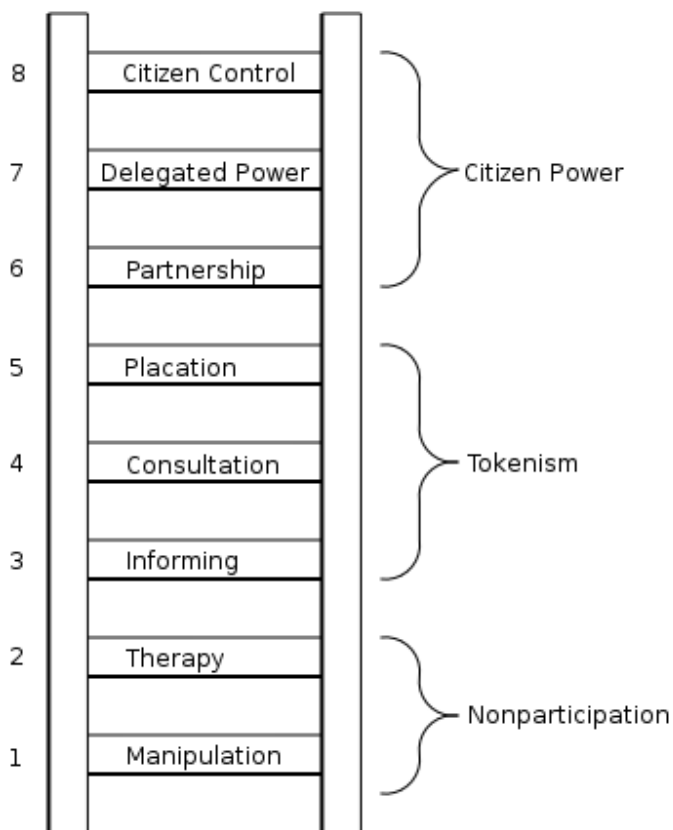 8 Citizen Control
7 Delegated Power
Citizen Power
6 Partnership
5 Placation
4 Consultation
Tokenism
3 Informing
2 Therapy
Nonparticipation
1 Manipulation